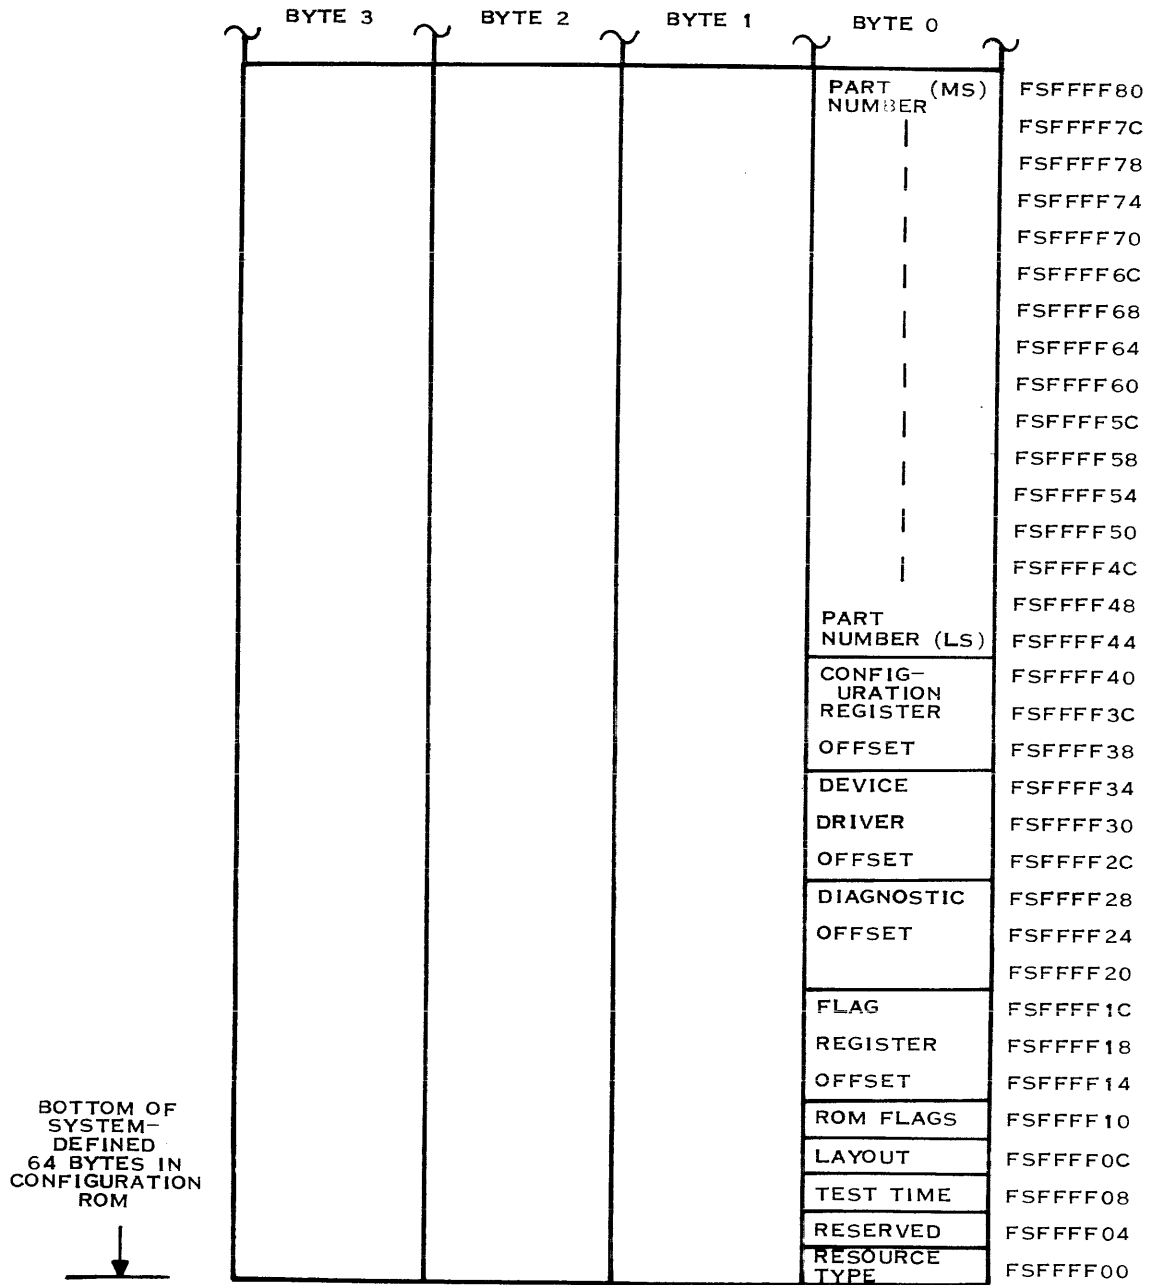 BYTE 3 BYTE 2 BYTE 1 BYTE 0
PART (MS) FSFFFF80
NUMBER
FSFFFF7C
FSFFFF78
FSFFFF74
FSFFFF70
FSFFFF6C
FSFFFF68
FSFFFF64
FSFFFF60
FSFFFF5C
FSFFFF58
FSFFFF54
FSFFFF50
FSFFFF4C
FSFFFF48
PART
NUMBER (LS) FSFFFF44
CONFIG- FSFFFF40
URATION
REGISTER FSFFFF3C
OFFSET FSFFFF38
DEVICE FSFFFF34
DRIVER FSFFFF30
OFFSET FSFFFF2C
DIAGNOSTIC FSFFFF28
OFFSET FSFFFF24
FSFFFF20
FLAG FSFFFF1C
REGISTER FSFFFF18
OFFSET FSFFFF14
ROM FLAGS FSFFFF10
LAYOUT FSFFFF0C
TEST TIME FSFFFF08
RESERVED FSFFFF04
RESOURCE
TYPE FSFFFF00
BOTTOM OF
SYSTEM-
DEFINED
64 BYTES IN
CONFIGURATION
ROM